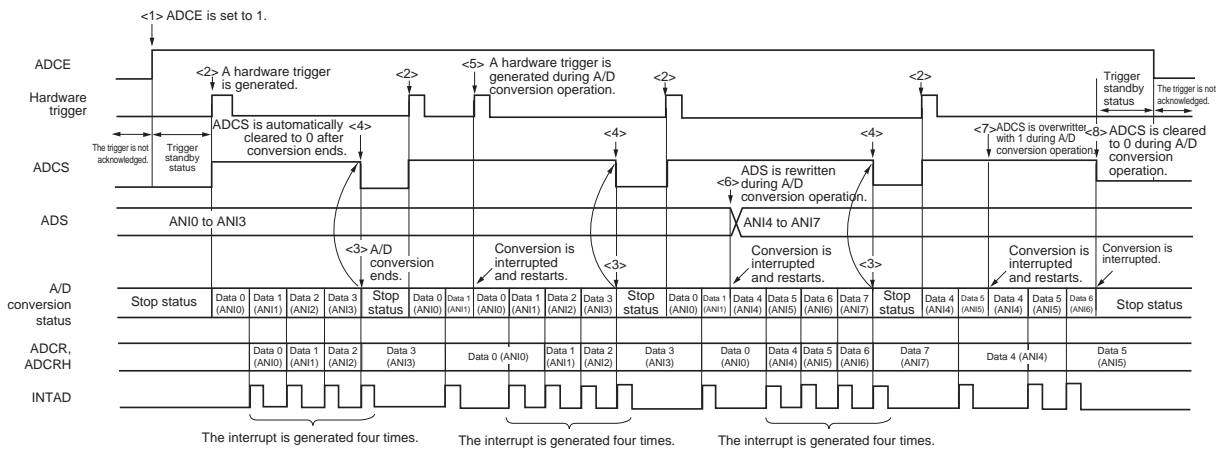 <1> ADCE is set to 1.
ADCE
<2> A hardware trigger
is generated.
<2>
<5> A hardware trigger is
generated during A/D
conversion operation.
<2>
<2>
Trigger
standby
status
The trigger is not
acknowledged.
Hardware
trigger
The trigger is not
acknowledged.
Trigger
standby
status
ADCS is automatically
cleared to 0 after
conversion ends.
<4>
<4>
<4>
<7> ADCS is overwritter
with 1 during A/D
conversion operation.
<8> ADCS is cleared
to 0 during A/D
conversion
operation.
ADCS
<6> ADS is rewritten
during A/D
conversion operation.
ADS
ANI0 to ANI3
ANI4 to ANI7
<3> A/D
conversion
ends.
Conversion is
interrupted
and restarts.
<3>
Conversion is
interrupted
and restarts.
<3>
Conversion is
interrupted
and restarts.
Conversion is
interrupted.
A/D
conversion
status
Stop status
Data 0
(ANI0)
Data 1
(ANI1)
Data 2
(ANI2)
Data 3
(ANI3)
Stop
status
Data 0
(ANI0)
Data 1
(ANI1)
Data 0
(ANI0)
Data 1
(ANI1)
Data 2
(ANI2)
Data 3
(ANI3)
Stop
status
Data 0
(ANI0)
Data 1
(ANI1)
Data 4
(ANI4)
Data 5
(ANI5)
Data 6
(ANI6)
Data 7
(ANI7)
Stop
status
Data 4
(ANI4)
Data 5
(ANI5)
Data 4
(ANI4)
Data 5
(ANI5)
Data 6
(ANI6)
Stop status
ADCR,
ADCRH
Data 0
(ANI0)
Data 1
(ANI1)
Data 2
(ANI2)
Data 3
(ANI3)
Data 0 (ANI0)
Data 1
(ANI1)
Data 2
(ANI2)
Data 3
(ANI3)
Data 0
(ANI0)
Data 4
(ANI4)
Data 5
(ANI5)
Data 6
(ANI6)
Data 7
(ANI7)
Data 4 (ANI4)
Data 5
(ANI5)
INTAD
The interrupt is generated four times.
The interrupt is generated four times.
The interrupt is generated four times.